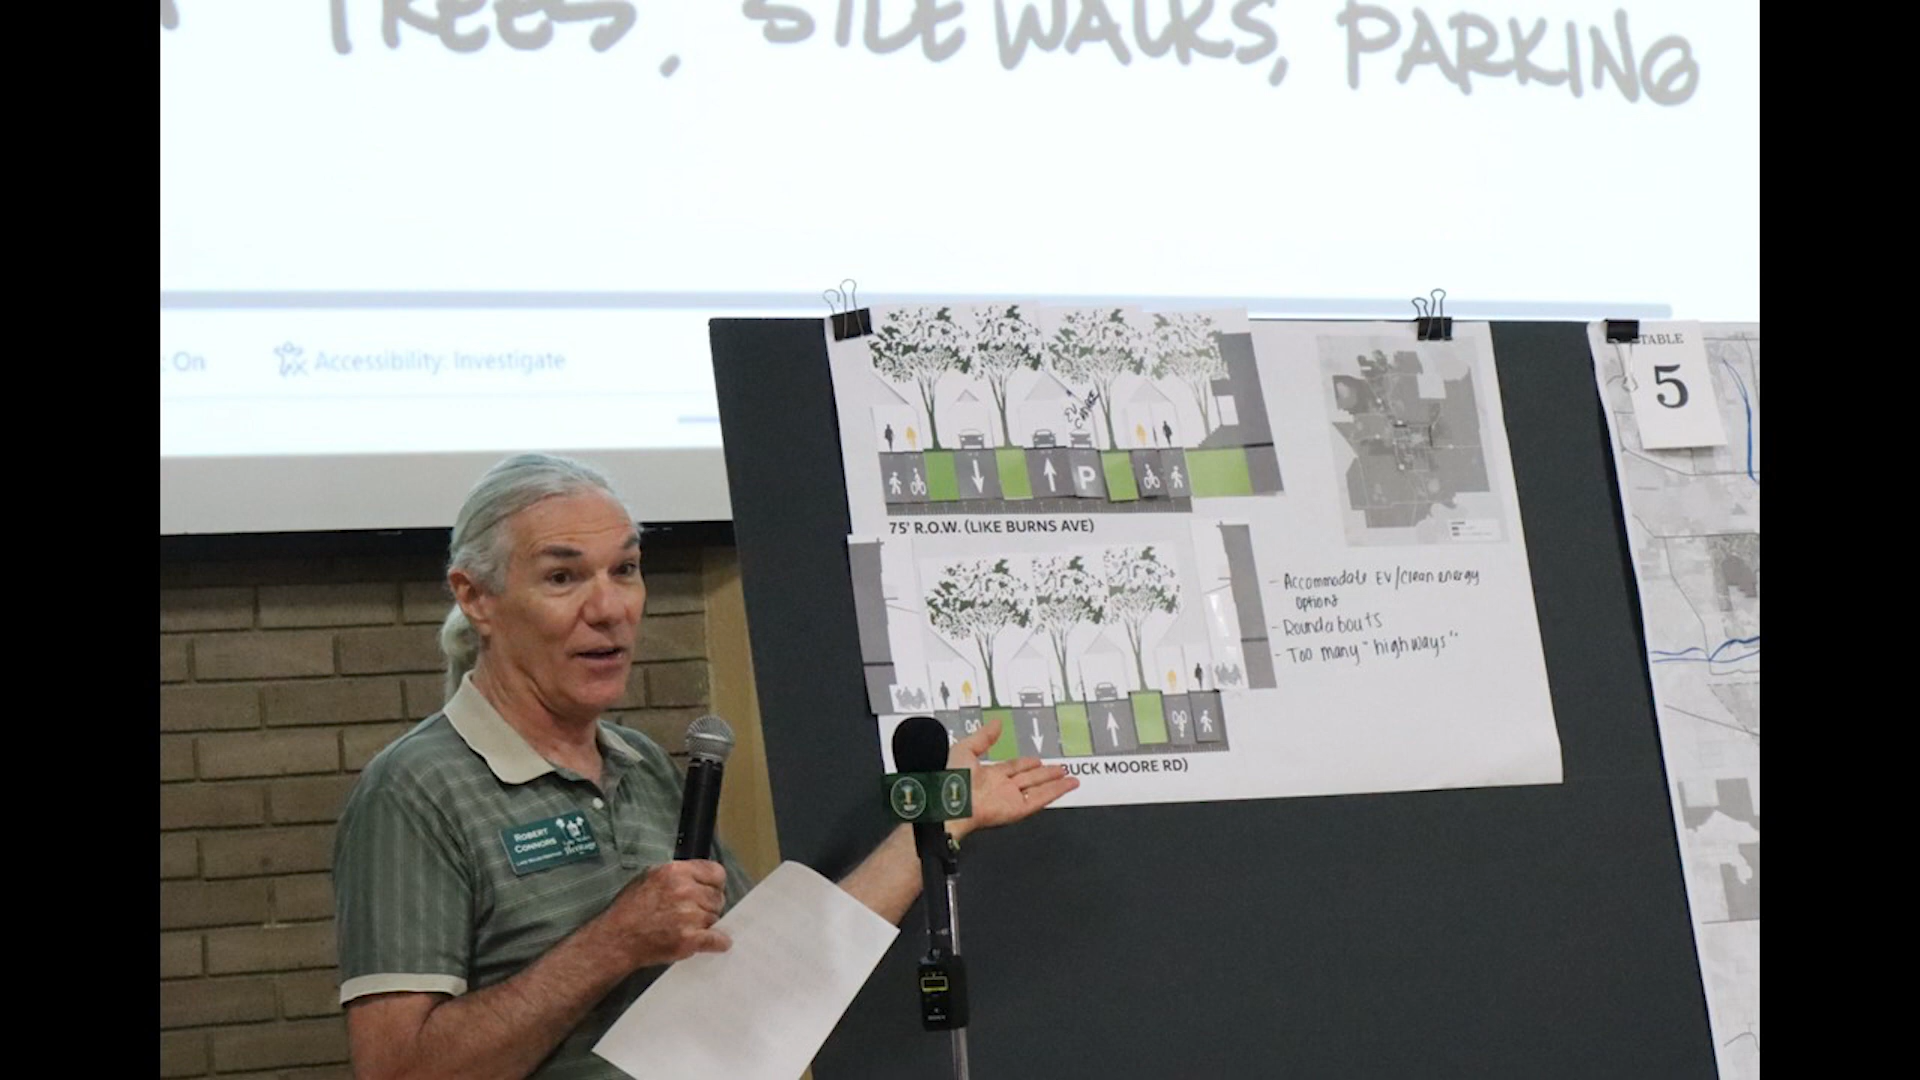 TREES, SIDEWALKS, PARKING
: On
Accessibility: Investigate
TABLE
5
EV
P
75' R.O.W. (LIKE BURNS AVE)
- Accommodate EV/clean energy
options
- Roundabouts
- Too many "highways"
BUCK MOORE RD)
ROBERT
CONNORS
Heritage